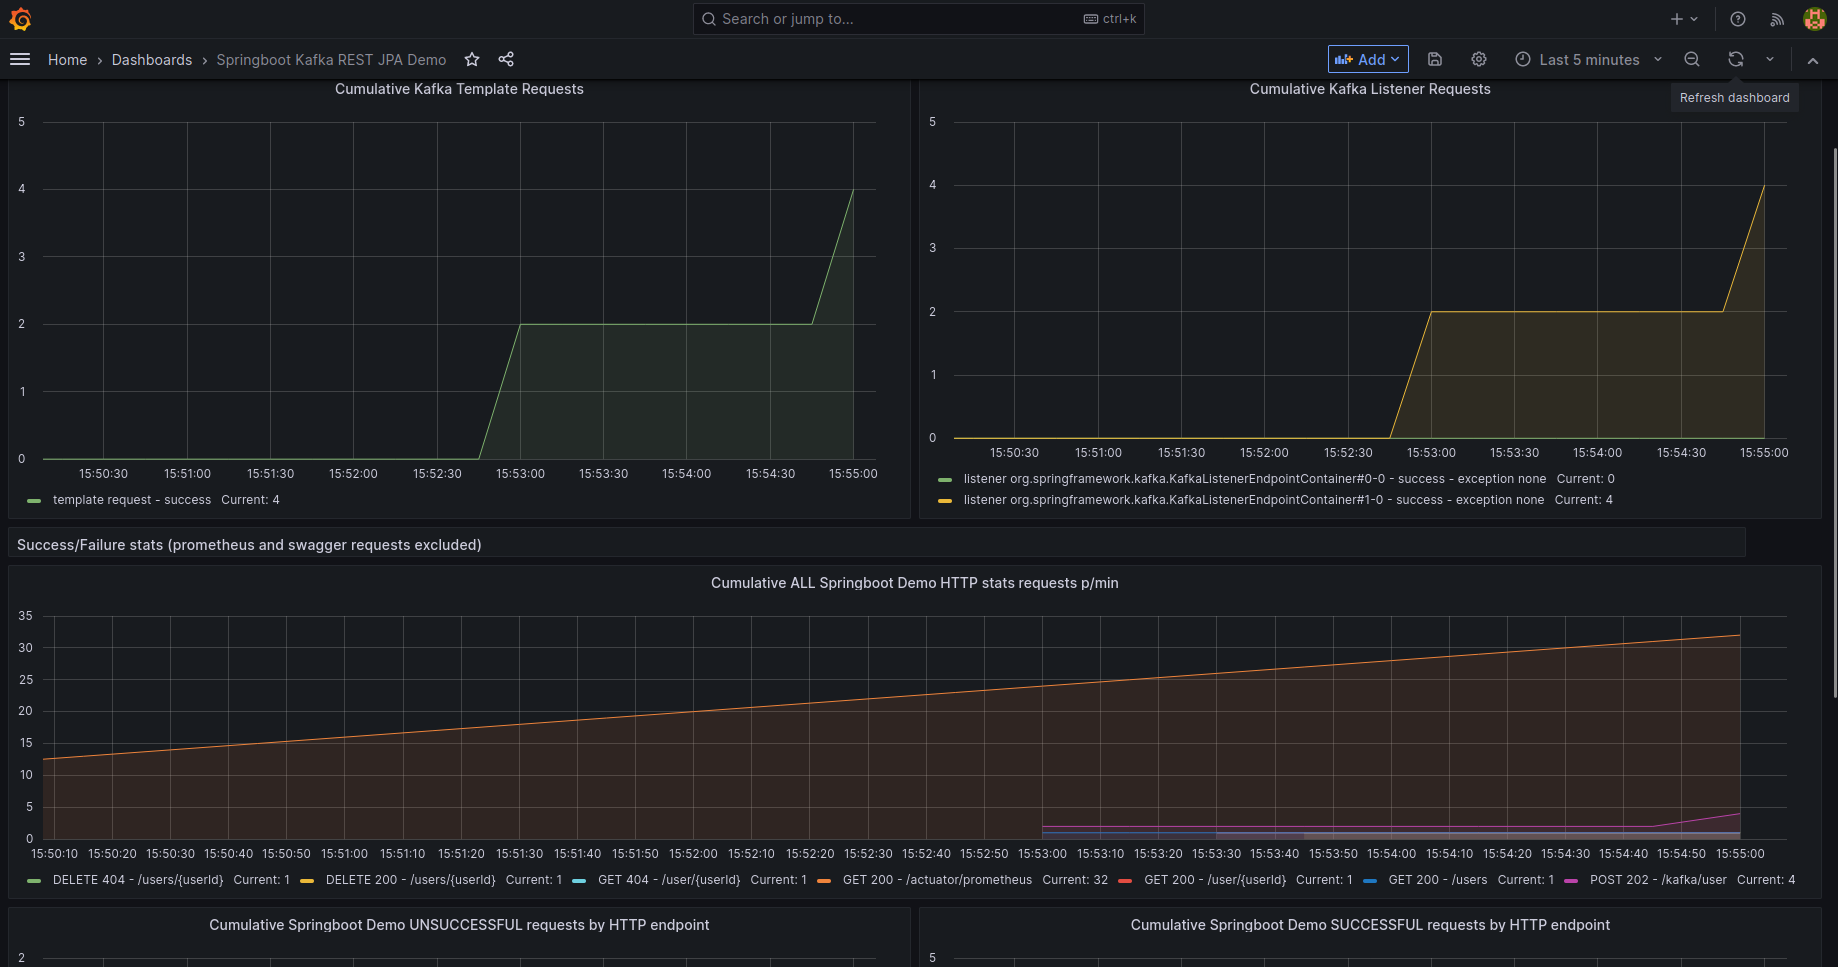 Search or jump to... ctrl+k
Home › Dashboards › Springboot Kafka REST JPA Demo Add Last 5 minutes
Refresh dashboard
Cumulative Kafka Template Requests
5
4
3
2
1
0
15:50:30 15:51:00 15:51:30 15:52:00 15:52:30 15:53:00 15:53:30 15:54:00 15:54:30 15:55:00
template request - success Current: 4
Cumulative Kafka Listener Requests
5
4
3
2
1
0
15:50:30 15:51:00 15:51:30 15:52:00 15:52:30 15:53:00 15:53:30 15:54:00 15:54:30 15:55:00
listener org.springframework.kafka.KafkaListenerEndpointContainer#0-0 - success - exception none Current: 0
listener org.springframework.kafka.KafkaListenerEndpointContainer#1-0 - success - exception none Current: 4
Success/Failure stats (prometheus and swagger requests excluded)
Cumulative ALL Springboot Demo HTTP stats requests p/min
35
30
25
20
15
10
5
0
15:50:10 15:50:20 15:50:30 15:50:40 15:50:50 15:51:00 15:51:10 15:51:20 15:51:30 15:51:40 15:51:50 15:52:00 15:52:10 15:52:20 15:52:30 15:52:40 15:52:50 15:53:00 15:53:10 15:53:20 15:53:30 15:53:40 15:53:50 15:54:00 15:54:10 15:54:20 15:54:30 15:54:40 15:54:50 15:55:00
DELETE 404 - /users/{userId} Current: 1 DELETE 200 - /users/{userId} Current: 1 GET 404 - /user/{userId} Current: 1 GET 200 - /actuator/prometheus Current: 32 GET 200 - /user/{userId} Current: 1 GET 200 - /users Current: 1 POST 202 - /kafka/user Current: 4
Cumulative Springboot Demo UNSUCCESSFUL requests by HTTP endpoint
2
Cumulative Springboot Demo SUCCESSFUL requests by HTTP endpoint
5